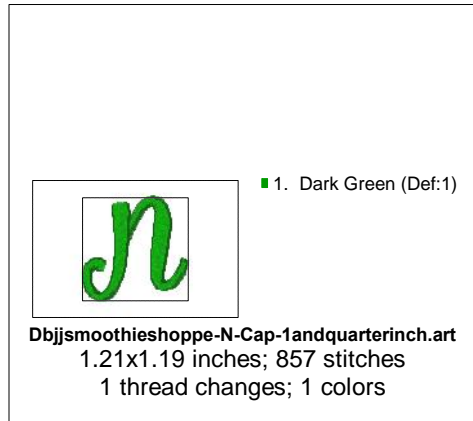 1. Dark Green (Def:1)
n
Dbjjsmoothieshoppe-N-Cap-1andquarterinch.art
1.21x1.19 inches; 857 stitches
1 thread changes; 1 colors